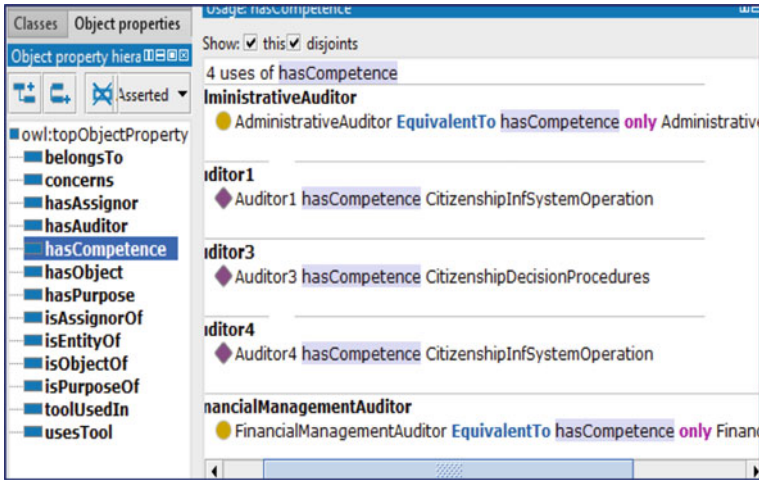 Classes Object properties
Object property hiera
Asserted
owl:topObjectProperty
belongsTo
concerns
hasAssignor
hasAuditor
hasCompetence
hasObject
hasPurpose
isAssignorOf
isEntityOf
isObjectOf
isPurposeOf
toolUsedIn
usesTool
Usage: hasCompetence
Show: this disjoints
4 uses of hasCompetence
dministrativeAuditor
AdministrativeAuditor EquivalentTo hasCompetence only Administrative
uditor1
Auditor1 hasCompetence CitizenshipInfSystemOperation
uditor3
Auditor3 hasCompetence CitizenshipDecisionProcedures
uditor4
Auditor4 hasCompetence CitizenshipInfSystemOperation
nancialManagementAuditor
FinancialManagementAuditor EquivalentTo hasCompetence only Financ